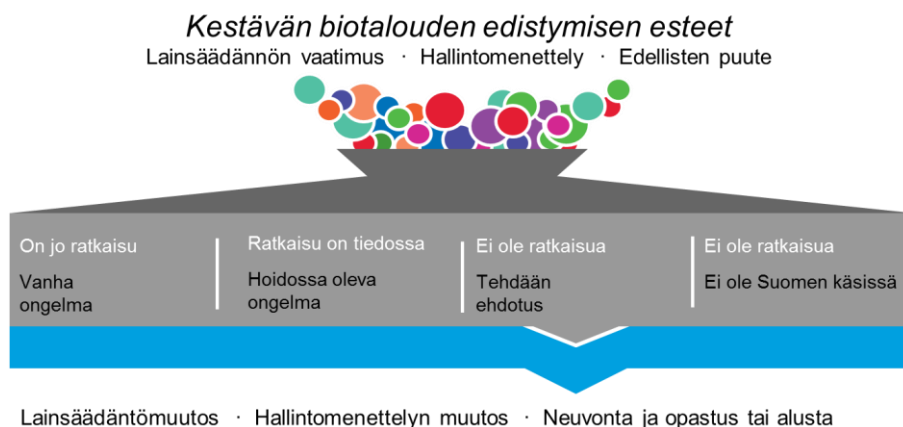 Kestävän biotalouden edistymisen esteet
Lainsäädännön vaatimus · Hallintomenettely · Edellisten puute
On jo ratkaisu
Vanha
ongelma
Ratkaisu on tiedossa
Hoidossa oleva
ongelma
Ei ole ratkaisua
Tehdään
ehdotus
Ei ole ratkaisua
Ei ole Suomen käsissä
Lainsäädäntömuutos · Hallintomenettelyn muutos · Neuvonta ja opastus tai alusta